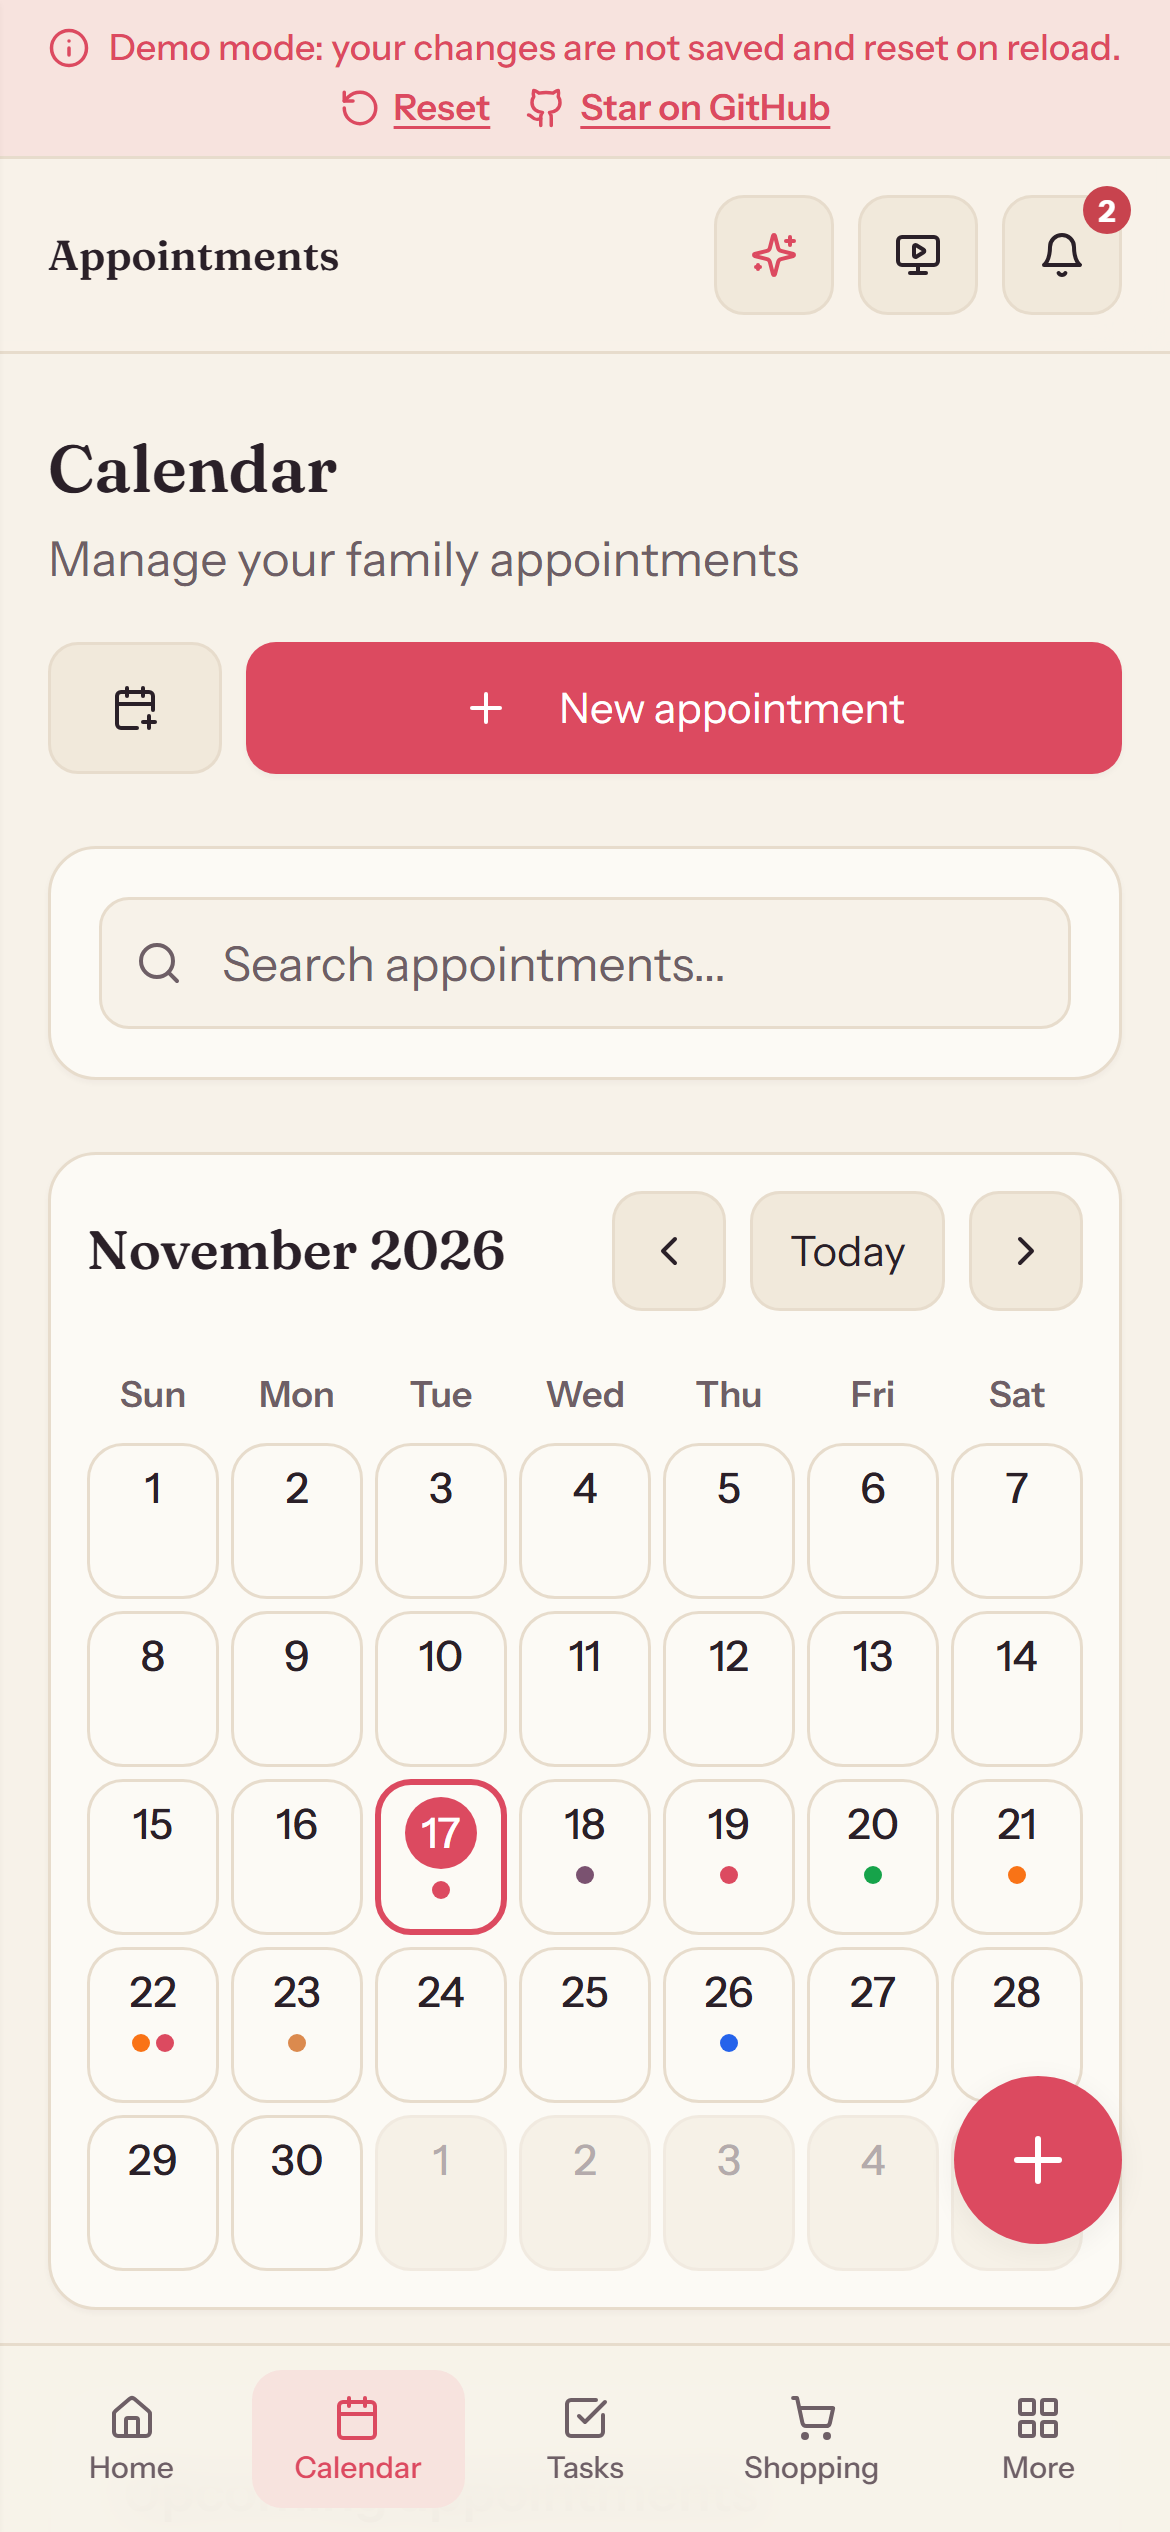 Demo mode: your changes are not saved and reset on reload.
Reset Star on GitHub
Appointments
2
Calendar
Manage your family appointments
New appointment
Search appointments...
November 2026
Today
Sun Mon Tue Wed Thu Fri Sat
1 2 3 4 5 6 7
8 9 10 11 12 13 14
15 16 17 18 19 20 21
22 23 24 25 26 27 28
29 30 1 2 3 4
Home Calendar Tasks Shopping More